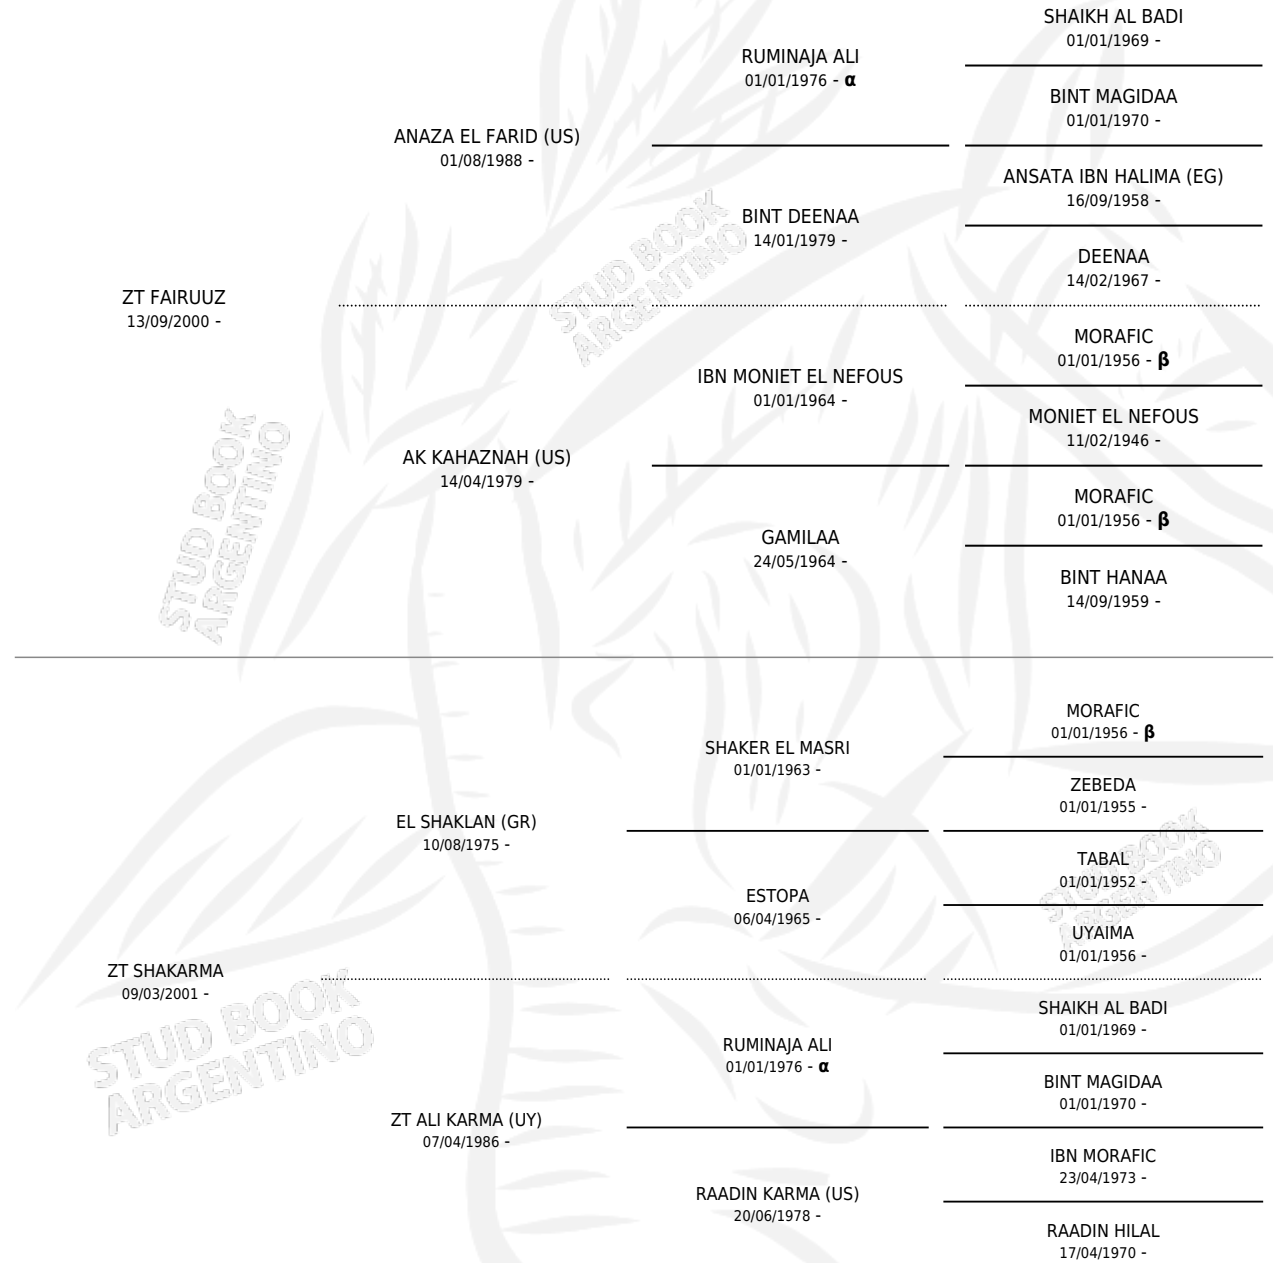 SHAIKH AL BADI
01/01/1969 -
RUMINAJA ALI
01/01/1976 - α
BINT MAGIDAA
01/01/1970 -
ANAZA EL FARID (US)
01/08/1988 -
ANSATA IBN HALIMA (EG)
16/09/1958 -
BINT DEENAA
14/01/1979 -
DEENAA
14/02/1967 -
ZT FAIRUUZ
13/09/2000 -
STUD BOOK
ARGENTINO
MORAFIC
01/01/1956 - β
IBN MONIET EL NEFOUS
01/01/1964 -
MONIET EL NEFOUS
11/02/1946 -
AK KAHAZNAH (US)
14/04/1979 -
MORAFIC
01/01/1956 - β
GAMILAA
24/05/1964 -
BINT HANAA
14/09/1959 -
STUD BOOK
ARGENTINO
MORAFIC
01/01/1956 - β
SHAKER EL MASRI
01/01/1963 -
ZEBEDA
01/01/1955 -
EL SHAKLAN (GR)
10/08/1975 -
TABAL
01/01/1952 -
ESTOPA
06/04/1965 -
UYAIMA
01/01/1956 -
STUD BOOK
ARGENTINO
ZT SHAKARMA
09/03/2001 -
STUD BOOK
ARGENTINO
SHAIKH AL BADI
01/01/1969 -
RUMINAJA ALI
01/01/1976 - α
BINT MAGIDAA
01/01/1970 -
ZT ALI KARMA (UY)
07/04/1986 -
IBN MORAFIC
23/04/1973 -
RAADIN KARMA (US)
20/06/1978 -
RAADIN HILAL
17/04/1970 -